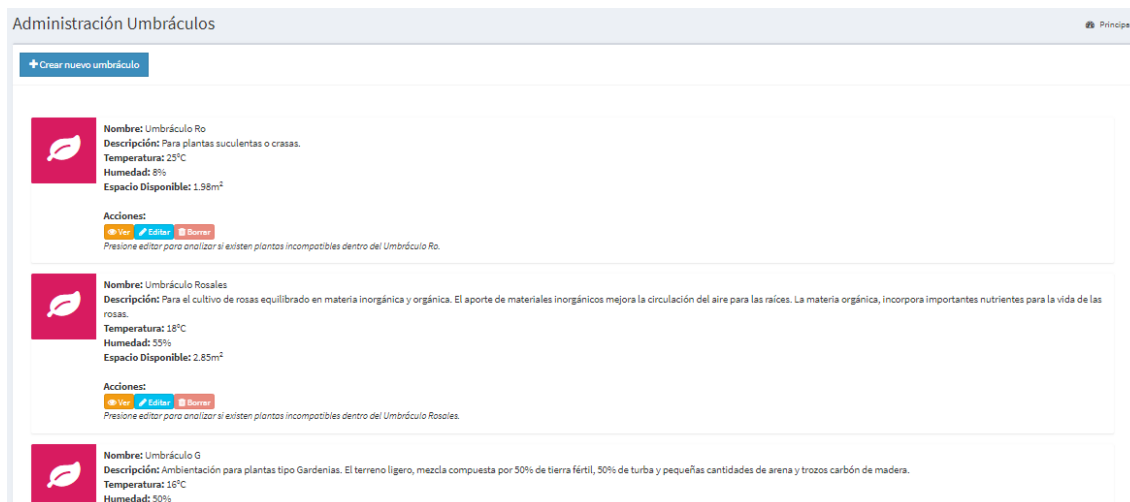 Administración Umbráculos
Principa
Crear nuevo umbráculo
Nombre: Umbráculo Ro
Descripción: Para plantas suculentas o crasas.
Temperatura: 25°C
Humedad: 8%
Espacio Disponible: 1.98m²
Acciones:
Ver Editar Borrar
Presione editar para analizar si existen plantas incompatibles dentro del Umbráculo Ro.
Nombre: Umbráculo Rosales
Descripción: Para el cultivo de rosas equilibrado en materia inorgánica y orgánica. El aporte de materiales inorgánicos mejora la circulación del aire para las raíces. La materia orgánica, incorpora importantes nutrientes para la vida de las
rosas.
Temperatura: 18°C
Humedad: 55%
Espacio Disponible: 2.85m²
Acciones:
Ver Editar Borrar
Presione editar para analizar si existen plantas incompatibles dentro del Umbráculo Rosales.
Nombre: Umbráculo G
Descripción: Ambientación para plantas tipo Gardenias. El terreno ligero, mezcla compuesta por 50% de tierra fértil, 50% de turba y pequeñas cantidades de arena y trozos carbón de madera.
Temperatura: 16°C
Humedad: 50%